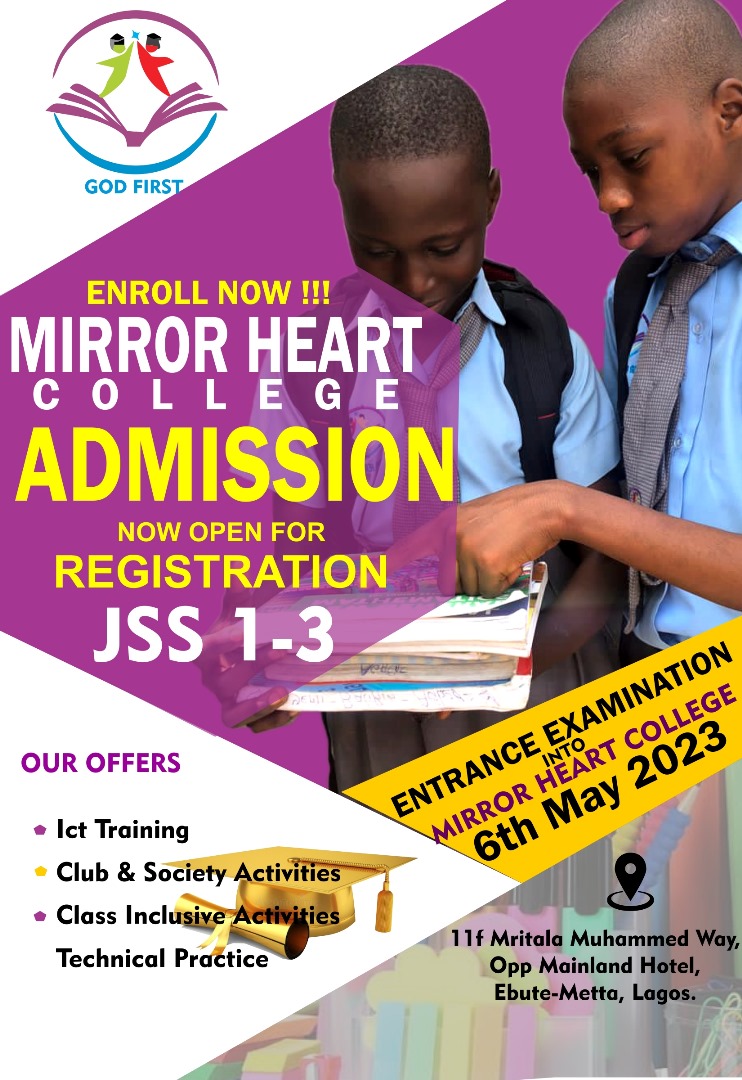 GOD FIRST
ENROLL NOW !!!
MIRROR HEART
COLLEGE
ADMISSION
NOW OPEN FOR
REGISTRATION
JSS 1-3
ENTRANCE EXAMINATION
INTO
MIRROR HEART COLLEGE
6th May 2023
OUR OFFERS
Ict Training
Club & Society Activities
Class Inclusive Activities
Technical Practice
11f Mritala Muhammed Way,
Opp Mainland Hotel,
Ebute-Metta, Lagos.